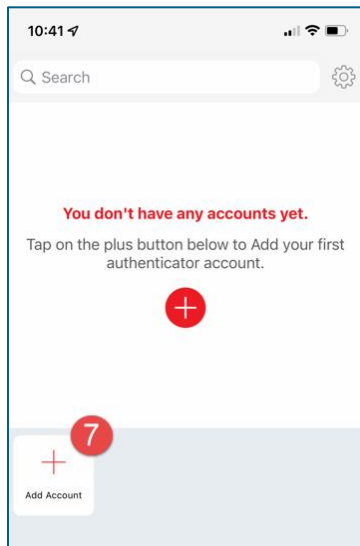 10:41
Search
You don't have any accounts yet.
Tap on the plus button below to Add your first
authenticator account.
7
Add Account